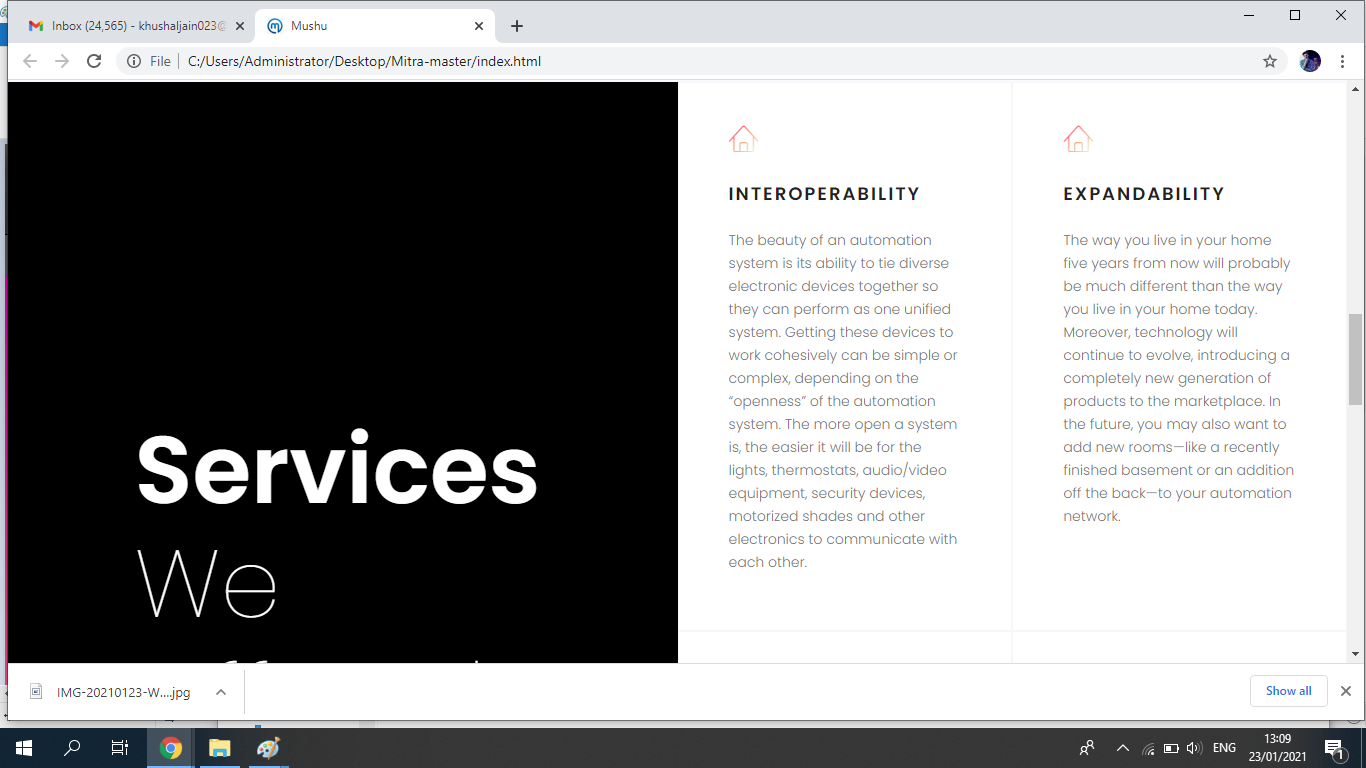 Inbox (24,565) - khushaljain023@
Mushu
File
C:/Users/Administrator/Desktop/Mitra-master/index.html
Services
We
INTEROPERABILITY
The beauty of an automation
system is its ability to tie diverse
electronic devices together so
they can perform as one unified
system. Getting these devices to
work cohesively can be simple or
complex, depending on the
“openness” of the automation
system. The more open a system
is, the easier it will be for the
lights, thermostats, audio/video
equipment, security devices,
motorized shades and other
electronics to communicate with
each other.
EXPANDABILITY
The way you live in your home
five years from now will probably
be much different than the way
you live in your home today.
Moreover, technology will
continue to evolve, introducing a
completely new generation of
products to the marketplace. In
the future, you may also want to
add new rooms—like a recently
finished basement or an addition
off the back—to your automation
network.
IMG-20210123-W....jpg
Show all
ENG
13:09
23/01/2021
1